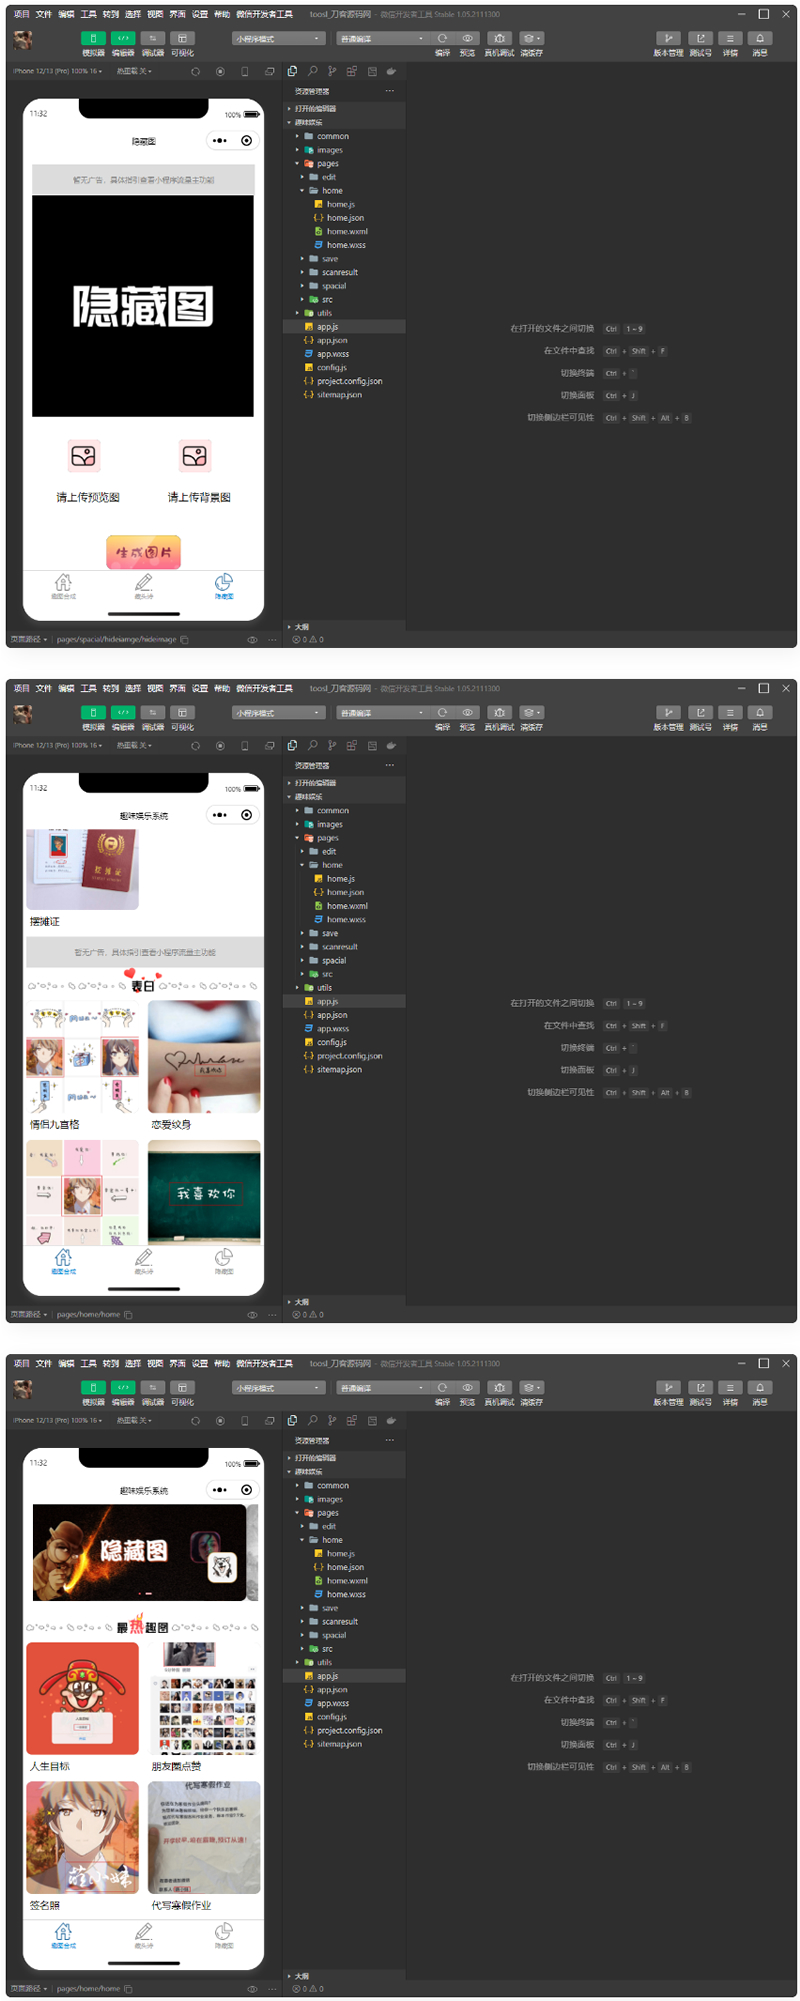 项目 文件 编辑 工具 转到 选择 视图 界面 设置 帮助 微信开发者工具 toosl_刀客源码网 - 微信开发者工具 Stable 1.05.2111300
小程序模式 普通编译
模拟器 编辑器 调试器 可视化 编译 预览 真机调试 清缓存 版本管理 测试号 详情 消息
iPhone 12/13 (Pro) 100% 16 热重载 关
资源管理器
打开的编辑器
趣味娱乐
common
images
pages
edit
home
home.js
home.json
home.wxml
home.wxss
save
scanresult
spacial
src
utils
app.js
app.json
app.wxss
config.js
project.config.json
sitemap.json
大纲
0 0
11:32 100%
隐藏图
暂无广告，具体指引查看小程序流量主功能
隐藏图
请上传预览图 请上传背景图
生成图片
趣图合成 藏头诗 隐藏图
页面路径 pages/spacial/hideiamge/hideimage
在打开的文件之间切换 Ctrl 1 ~ 9
在文件中查找 Ctrl + Shift + F
切换终端 Ctrl + `
切换面板 Ctrl + J
切换侧边栏可见性 Ctrl + Shift + Alt + B
项目 文件 编辑 工具 转到 选择 视图 界面 设置 帮助 微信开发者工具 toosl_刀客源码网 - 微信开发者工具 Stable 1.05.2111300
小程序模式 普通编译
模拟器 编辑器 调试器 可视化 编译 预览 真机调试 清缓存 版本管理 测试号 详情 消息
iPhone 12/13 (Pro) 100% 16 热重载 关
资源管理器
打开的编辑器
趣味娱乐
common
images
pages
edit
home
home.js
home.json
home.wxml
home.wxss
save
scanresult
spacial
src
utils
app.js
app.json
app.wxss
config.js
project.config.json
sitemap.json
大纲
0 0
11:32 100%
趣味娱乐系统
摆摊证
摆摊证
暂无广告，具体指引查看小程序流量主功能
表白
情侣九宫格 恋爱纹身
我喜欢你
趣图合成 藏头诗 隐藏图
页面路径 pages/home/home
在打开的文件之间切换 Ctrl 1 ~ 9
在文件中查找 Ctrl + Shift + F
切换终端 Ctrl + `
切换面板 Ctrl + J
切换侧边栏可见性 Ctrl + Shift + Alt + B
项目 文件 编辑 工具 转到 选择 视图 界面 设置 帮助 微信开发者工具 toosl_刀客源码网 - 微信开发者工具 Stable 1.05.2111300
小程序模式 普通编译
模拟器 编辑器 调试器 可视化 编译 预览 真机调试 清缓存 版本管理 测试号 详情 消息
iPhone 12/13 (Pro) 100% 16 热重载 关
资源管理器
打开的编辑器
趣味娱乐
common
images
pages
edit
home
home.js
home.json
home.wxml
home.wxss
save
scanresult
spacial
src
utils
app.js
app.json
app.wxss
config.js
project.config.json
sitemap.json
大纲
0 0
11:32 100%
趣味娱乐系统
隐藏图
最热趣图
人生目标 朋友圈点赞
代写寒假作业
签名照 代写寒假作业
趣图合成 藏头诗 隐藏图
页面路径 pages/home/home
在打开的文件之间切换 Ctrl 1 ~ 9
在文件中查找 Ctrl + Shift + F
切换终端 Ctrl + `
切换面板 Ctrl + J
切换侧边栏可见性 Ctrl + Shift + Alt + B